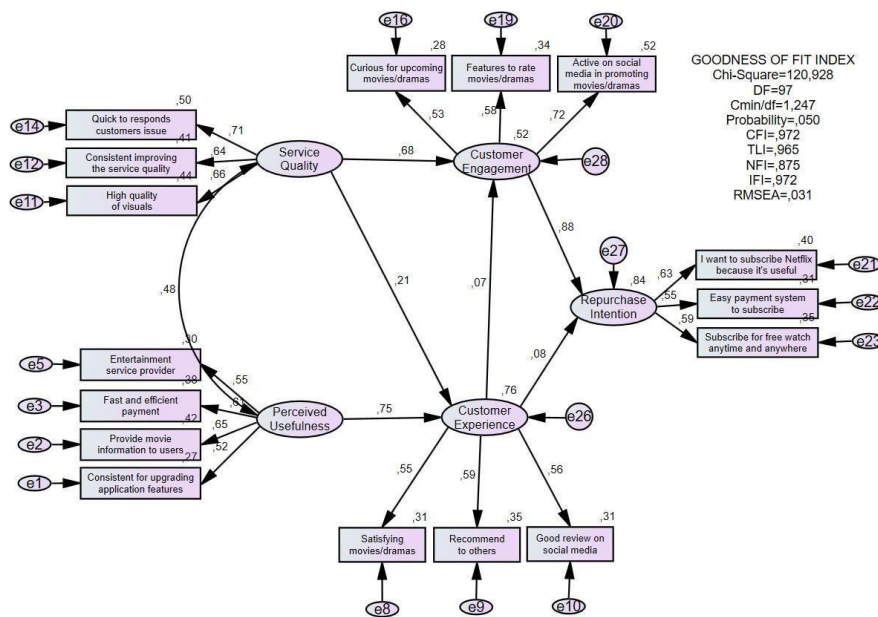 e16
e19
e20
,28
,34
,52
Curious for upcoming
movies/dramas
Features to rate
movies/dramas
Active on social
media in promoting
movies/dramas
GOODNESS OF FIT INDEX
Chi-Square=120,928
DF=97
Cmin/df=1,247
Probability=,050
CFI=,972
TLI=,965
NFI=,875
IFI=,972
RMSEA=,031
,53
,58
,72
,50
e14
Quick to responds
customers issue
,71
,41
e12
Consistent improving
the service quality
,64
,44
e11
High quality
of visuals
,66
Service
Quality
,68
,52
Customer
Engagement
e28
,48
,21
,07
,88
e27
,84
Repurchase
Intention
,08
,40
,63
I want to subscribe Netflix
because it's useful
e21
,31
,55
Easy payment system
to subscribe
e22
,35
,59
Subscribe for free watch
anytime and anywhere
e23
,30
e5
Entertainment
service provider
,55
,38
e3
Fast and efficient
payment
,61
,42
e2
Provide movie
information to users
,65
,27
e1
Consistent for upgrading
application features
,52
Perceived
Usefulness
,75
,76
Customer
Experience
e26
,55
,59
,56
,31
,35
,31
Satisfying
movies/dramas
Recommend
to others
Good review on
social media
e8
e9
e10